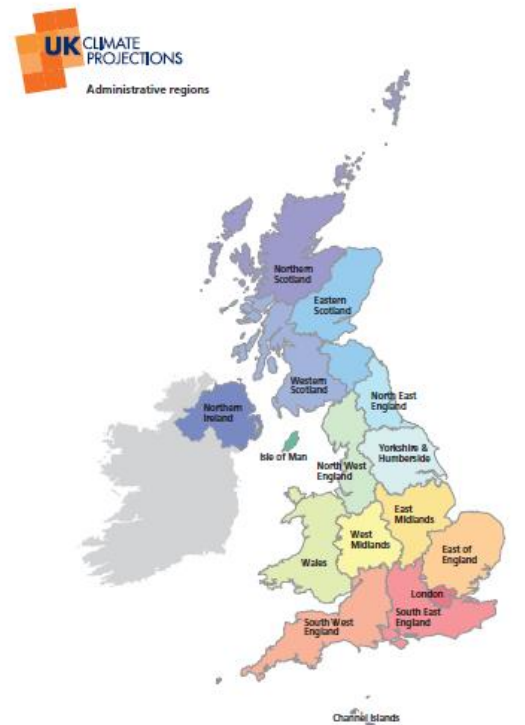 UK CLIMATE
PROJECTIONS
Administrative regions
Northern
Scotland
Eastern
Scotland
Western
Scotland
North East
England
Northern
Ireland
Isle of Man
Yorkshire &
Humberside
North West
England
East
Midlands
West
Midlands
East of
England
Wales
London
South East
England
South West
England
Channel Islands